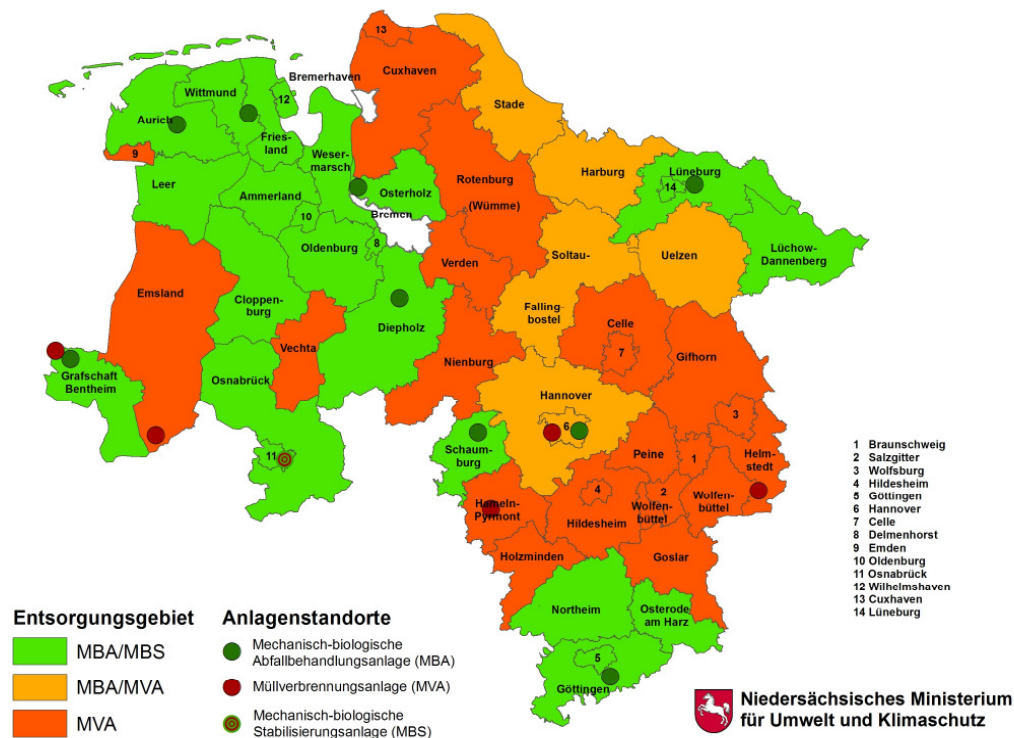 13
Cuxhaven
Bremerhaven
Wittmund
12
Stade
Aurich
Fries-
land
Weser-
marsch
9
Leer
Ammerland
Osterholz
Rotenburg
(Wümme)
Harburg
Lüneburg
14
10
Bremen
Oldenburg
8
Verden
Soltau-
Uelzen
Lüchow-
Dannenberg
Emsland
Cloppen-
burg
Diepholz
Falling-
bostel
Celle
7
Gifhorn
Vechta
Nienburg
Grafschaft
Bentheim
Osnabrück
Hannover
6
3
11
Schaum-
burg
Peine
1
Helm-
stedt
4
2
Hameln-
Pyrmont
Hildesheim
Wolfen-
büttel
Wolfen-
büttel
Holzminden
Goslar
Northeim
Osterode
am Harz
5
Göttingen
1 Braunschweig
2 Salzgitter
3 Wolfsburg
4 Hildesheim
5 Göttingen
6 Hannover
7 Celle
8 Delmenhorst
9 Emden
10 Oldenburg
11 Osnabrück
12 Wilhelmshaven
13 Cuxhaven
14 Lüneburg
Entsorgungsgebiet
MBA/MBS
MBA/MVA
MVA
Anlagenstandorte
Mechanisch-biologische
Abfallbehandlungsanlage (MBA)
Müllverbrennungsanlage (MVA)
Mechanisch-biologische
Stabilisierungsanlage (MBS)
Niedersächsisches Ministerium
für Umwelt und Klimaschutz